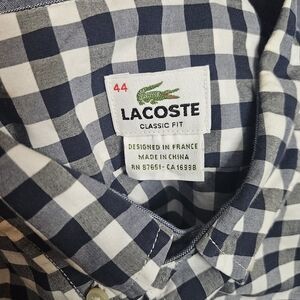 44
LACOSTE
CLASSIC FIT
DESIGNED IN FRANCE
MADE IN CHINA
RN 87651- CA 16998